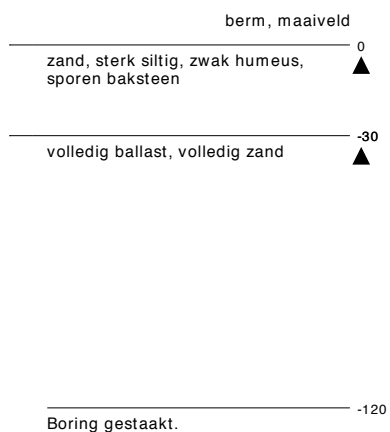 berm, maaiveld
0
zand, sterk siltig, zwak humeus,
sporen baksteen
-30
volledig ballast, volledig zand
-120
Boring gestaakt.